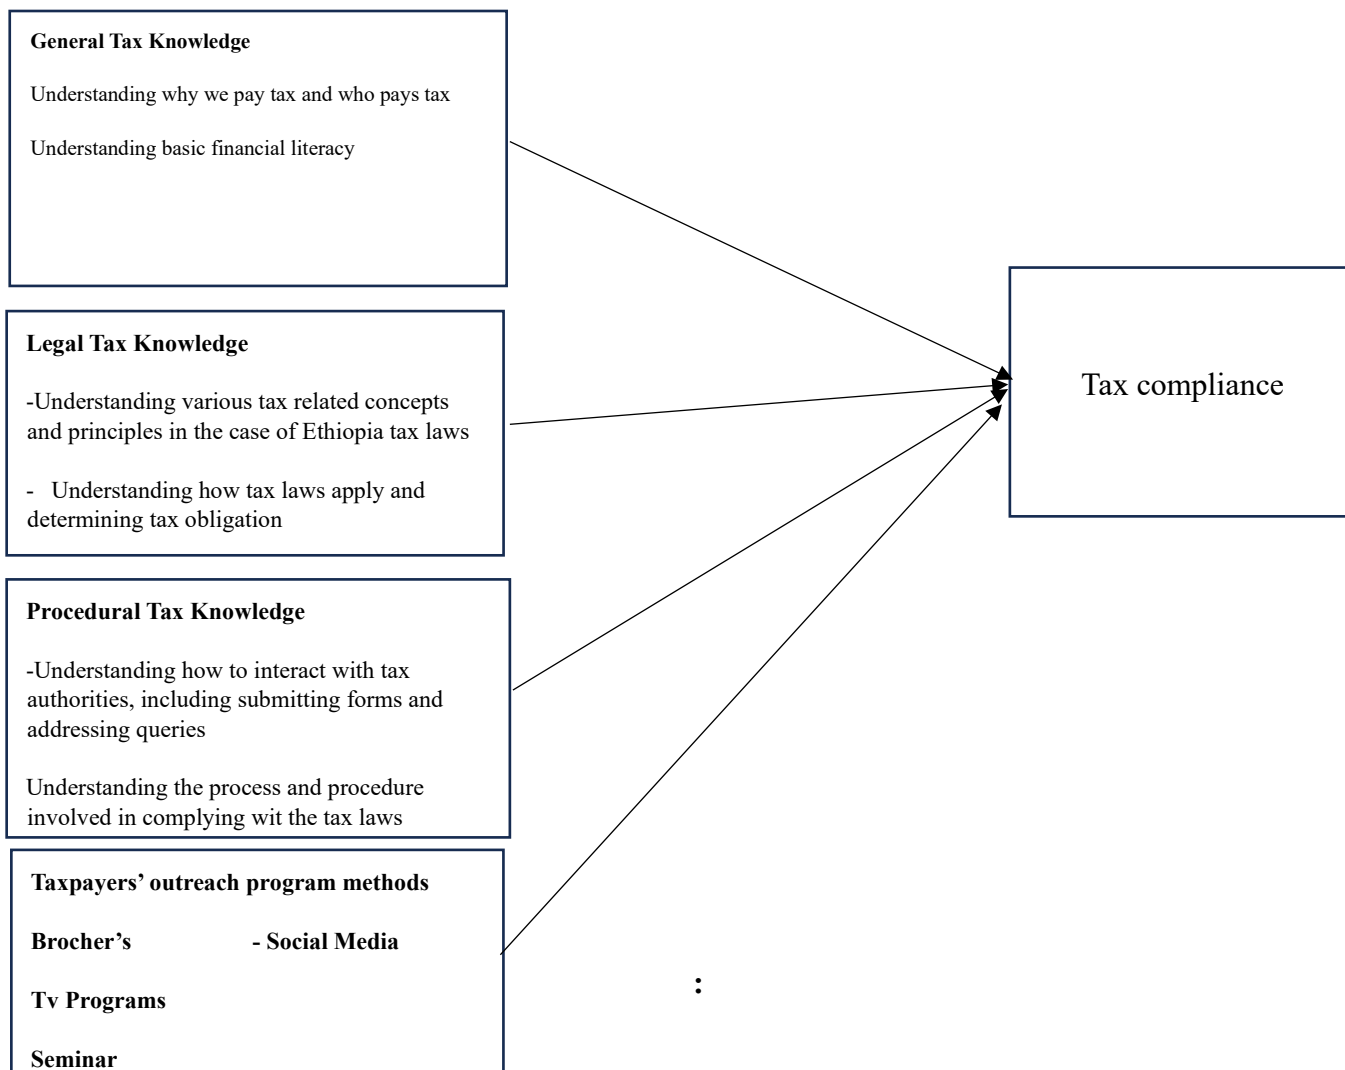 General Tax Knowledge
Understanding why we pay tax and who pays tax
Understanding basic financial literacy
Legal Tax Knowledge
-Understanding various tax related concepts
and principles in the case of Ethiopia tax laws
- Understanding how tax laws apply and
determining tax obligation
Procedural Tax Knowledge
-Understanding how to interact with tax
authorities, including submitting forms and
addressing queries
Understanding the process and procedure
involved in complying wit the tax laws
Taxpayers’ outreach program methods
Brocher’s - Social Media
Tv Programs
Seminar
Tax compliance
: